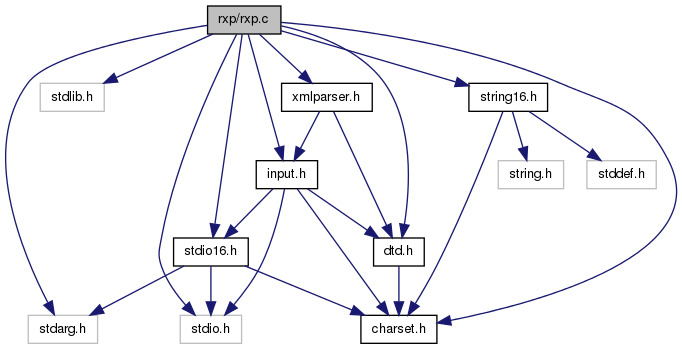 rxp/rxp.c
stdlib.h
xmlparser.h
string16.h
input.h
string.h
stddef.h
stdio16.h
dtd.h
stdarg.h
stdio.h
charset.h